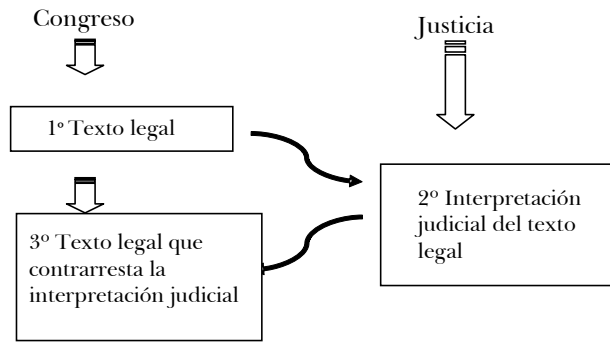 Congreso
Justicia
1º Texto legal
2º Interpretación
judicial del texto
legal
3º Texto legal que
contrarresta la
interpretación judicial